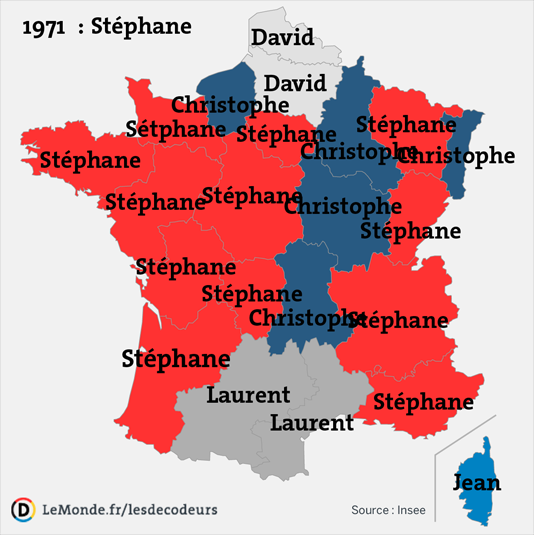 1971 : Stéphane
David
David
Christophe
Sétphane
Stéphane
Stéphane
Christophe
Christophe
Stéphane
Stéphane
Stéphane
Christophe
Stéphane
Stéphane
Stéphane
Christophe
Stéphane
Stéphane
Laurent
Stéphane
Laurent
Jean
D LeMonde.fr/lesdecodeurs
Source : Insee